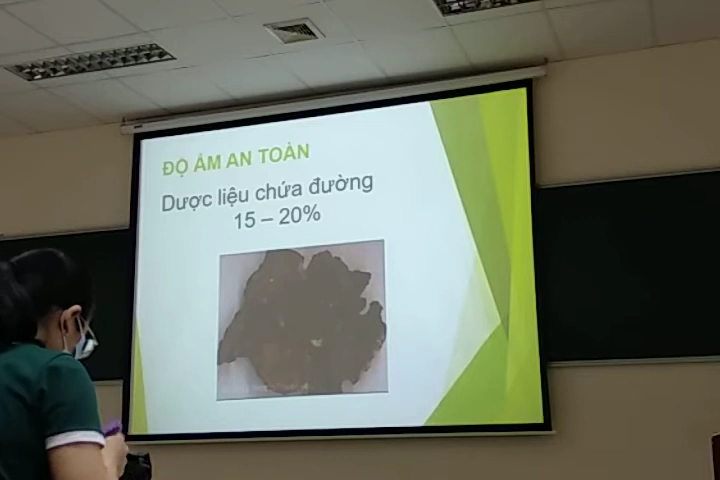 ĐỘ ẨM AN TOÀN
Dược liệu chứa đường
15 – 20%